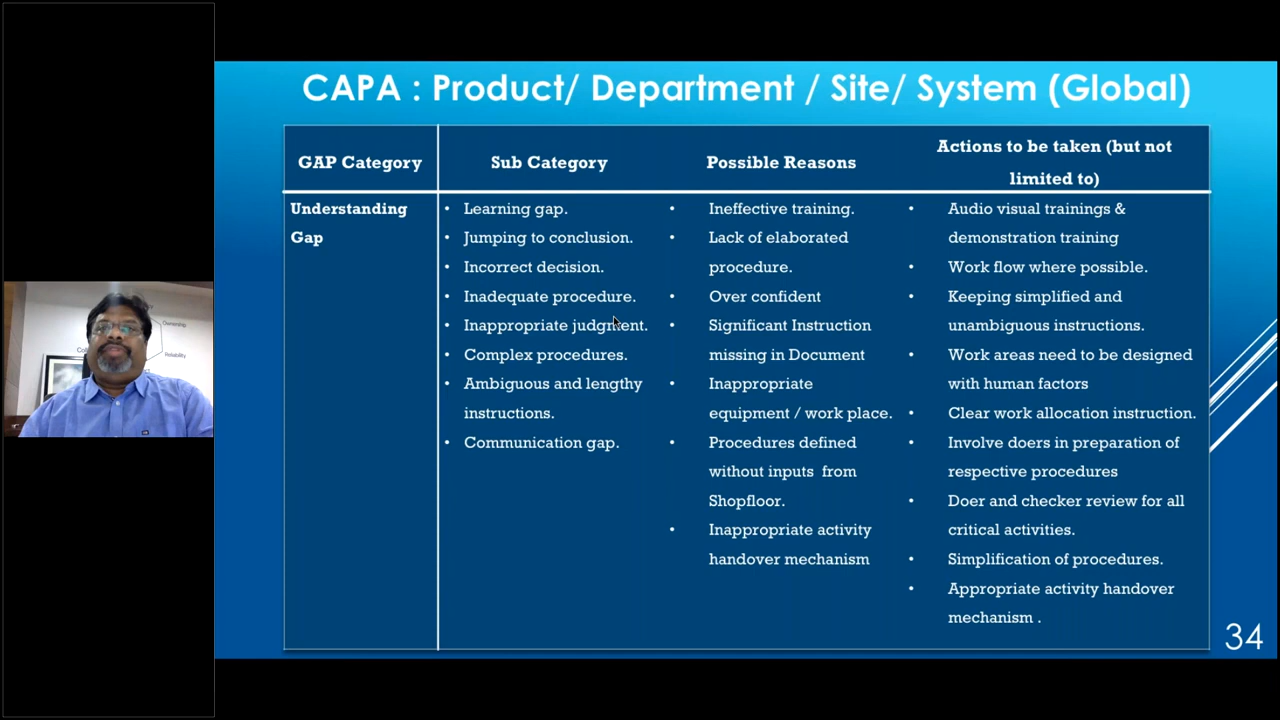 CAPA : Product/ Department / Site/ System (Global)
GAP Category
Sub Category
Possible Reasons
Actions to be taken (but not
limited to)
Understanding
Gap
• Learning gap.
• Jumping to conclusion.
• Incorrect decision.
• Inadequate procedure.
• Inappropriate judgment.
• Complex procedures.
• Ambiguous and lengthy
instructions.
• Communication gap.
• Ineffective training.
• Lack of elaborated
procedure.
• Over confident
• Significant Instruction
missing in Document
• Inappropriate
equipment / work place.
• Procedures defined
without inputs from
Shopfloor.
• Inappropriate activity
handover mechanism
• Audio visual trainings &
demonstration training
• Work flow where possible.
• Keeping simplified and
unambiguous instructions.
• Work areas need to be designed
with human factors
• Clear work allocation instruction.
• Involve doers in preparation of
respective procedures
• Doer and checker review for all
critical activities.
• Simplification of procedures.
• Appropriate activity handover
mechanism .
34
Ownership
Reliability